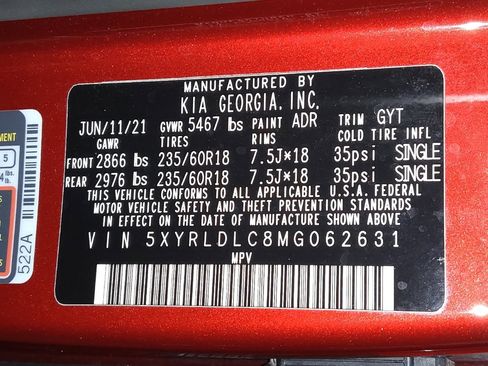 MANUFACTURED BY
KIA GEORGIA, INC.
JUN/11/21 GVWR 5467 lbs PAINT ADR TRIM GYT
GAWR TIRES RIMS COLD TIRE INFL
FRONT 2866 lbs 235/60R18 7.5J×18 35psi SINGLE
REAR 2976 lbs 235/60R18 7.5J×18 35psi SINGLE
THIS VEHICLE CONFORMS TO ALL APPLICABLE U.S.A. FEDERAL
MOTOR VEHICLE SAFETY AND THEFT PREVENTION STANDARDS
IN EFFECT ON THE DATE OF MANUFACTURE SHOWN ABOVE
VIN 5XYRLDLC8MG062631
MPV
522A
5